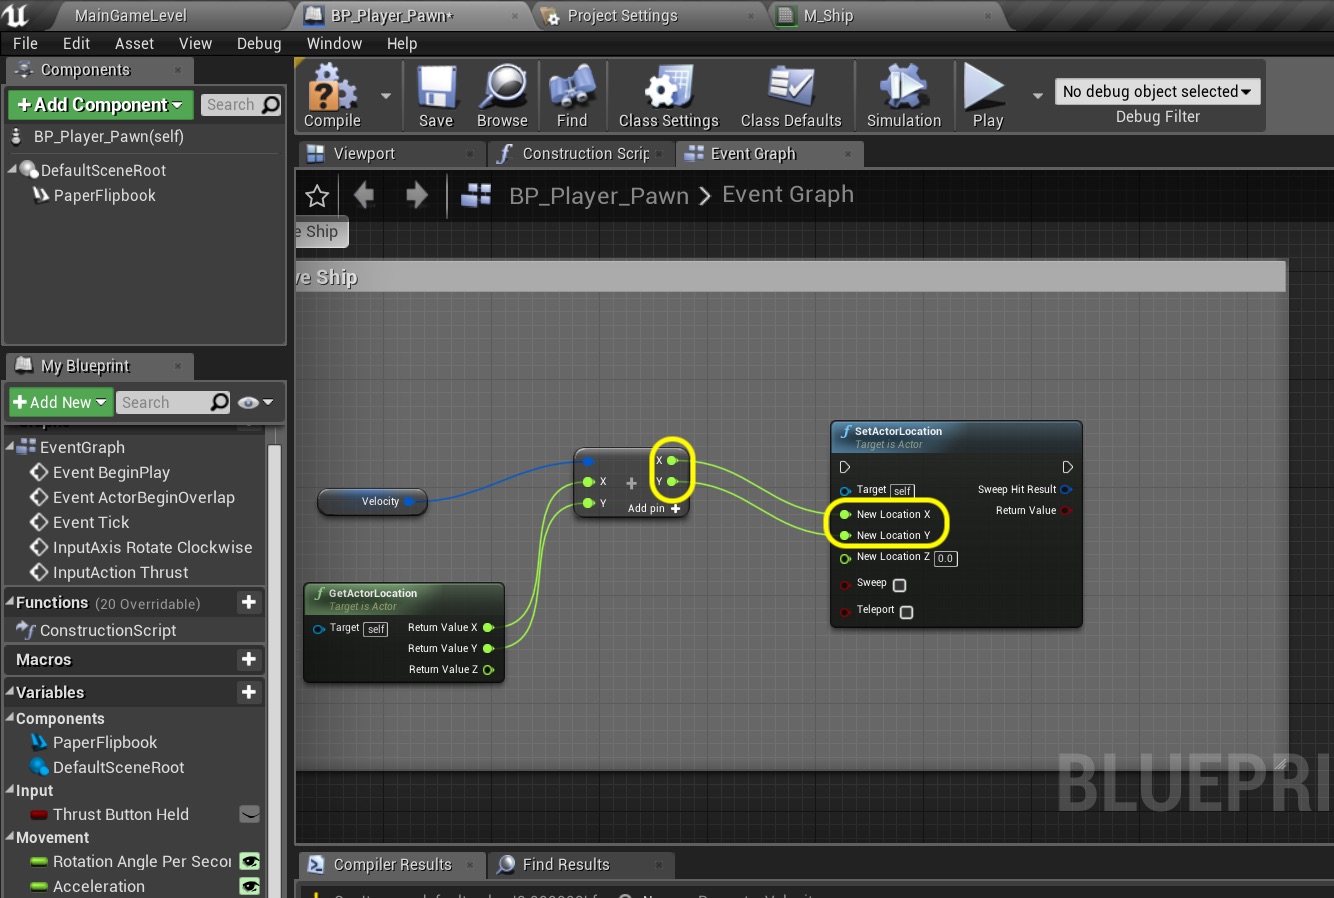 MainGameLevel
BP_Player_Pawn*
Project Settings
M_Ship
File Edit Asset View Debug Window Help
Components
+Add Component
Search
BP_Player_Pawn(self)
DefaultSceneRoot
PaperFlipbook
Compile
Save
Browse
Find
Class Settings
Class Defaults
Simulation
Play
No debug object selected
Debug Filter
Viewport
Construction Scrip
Event Graph
BP_Player_Pawn > Event Graph
e Ship
ve Ship
Velocity
X
Y
X
Y
Add pin +
GetActorLocation
Target is Actor
Target self
Return Value X
Return Value Y
Return Value Z
SetActorLocation
Target is Actor
Target self
New Location X
New Location Y
New Location Z 0.0
Sweep
Teleport
Sweep Hit Result
Return Value
BLUEPRI
My Blueprint
+ Add New
Search
EventGraph
Event BeginPlay
Event ActorBeginOverlap
Event Tick
InputAxis Rotate Clockwise
InputAction Thrust
Functions (20 Overridable)
ConstructionScript
Macros
Variables
Components
PaperFlipbook
DefaultSceneRoot
Input
Thrust Button Held
Movement
Rotation Angle Per Secor
Acceleration
Compiler Results
Find Results